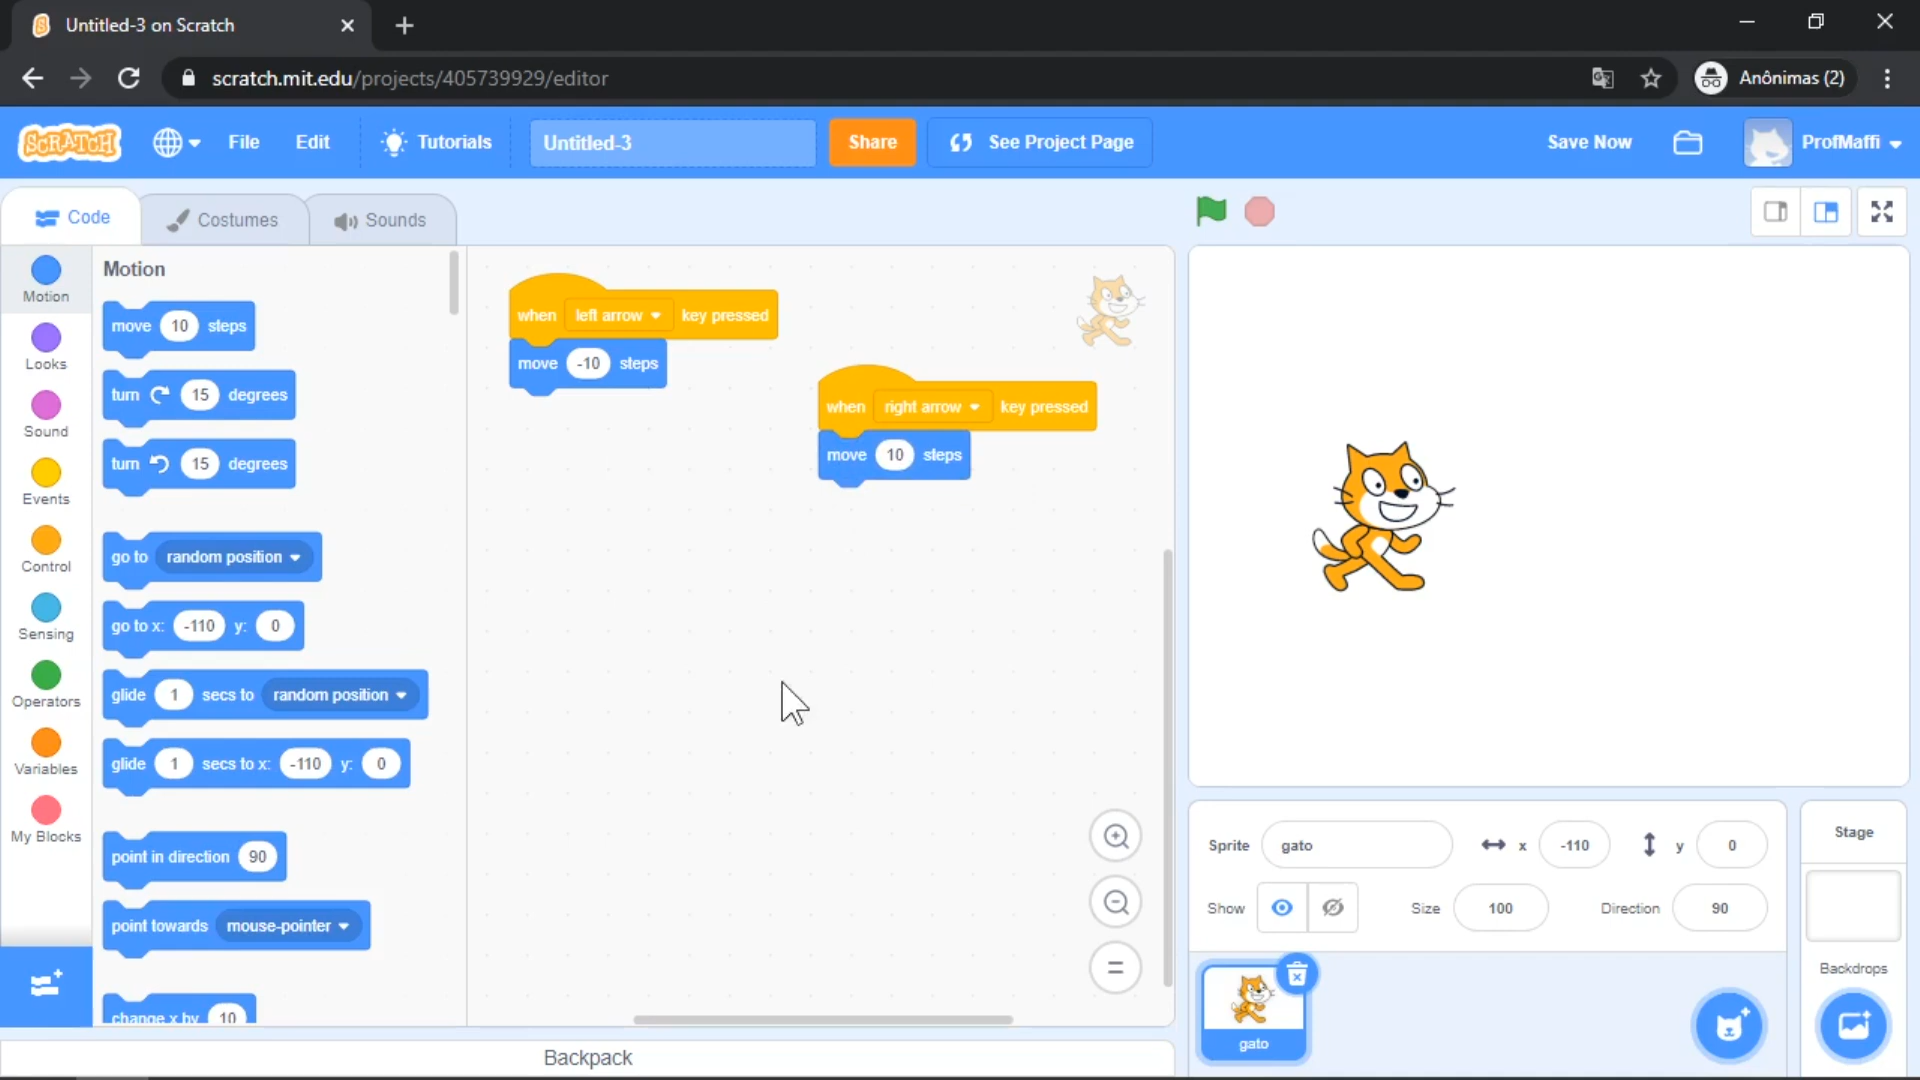 Untitled-3 on Scratch
scratch.mit.edu/projects/405739929/editor
Anônimas (2)
SCRATCH
File
Edit
Tutorials
Untitled-3
Share
See Project Page
Save Now
ProfMaffi
Code
Costumes
Sounds
Motion
Looks
Sound
Events
Control
Sensing
Operators
Variables
My Blocks
Motion
move 10 steps
turn 15 degrees
turn 15 degrees
go to random position
go to x: -110 y: 0
glide 1 secs to random position
glide 1 secs to x: -110 y: 0
point in direction 90
point towards mouse-pointer
change x by 10
when left arrow key pressed
move -10 steps
when right arrow key pressed
move 10 steps
Backpack
Sprite gato x -110 y 0
Show Size 100 Direction 90
gato
Stage
Backdrops